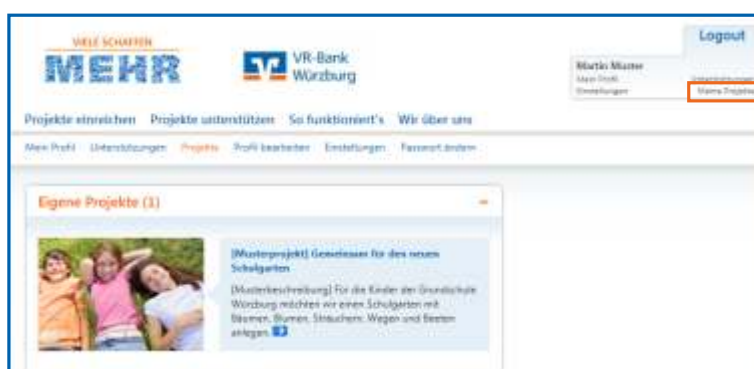 VIELE SCHAFFEN
MEHR
VR-Bank
Würzburg
Logout
Martin Muster
Mein Profil
Unterstützungen
Einstellungen
Meine Projekte
Projekte einreichen Projekte unterstützen So funktioniert's Wir über uns
Mein Profil Unterstützungen Projekte Profil bearbeiten Einstellungen Passwort ändern
Eigene Projekte (1)
[Musterprojekt] Gemeinsam für den neuen
Schulgarten
[Musterbeschreibung] Für die Kinder der Grundschule
Würzburg möchten wir einen Schulgarten mit
Bäumen, Blumen, Sträuchern, Wegen und Beeten
anlegen.